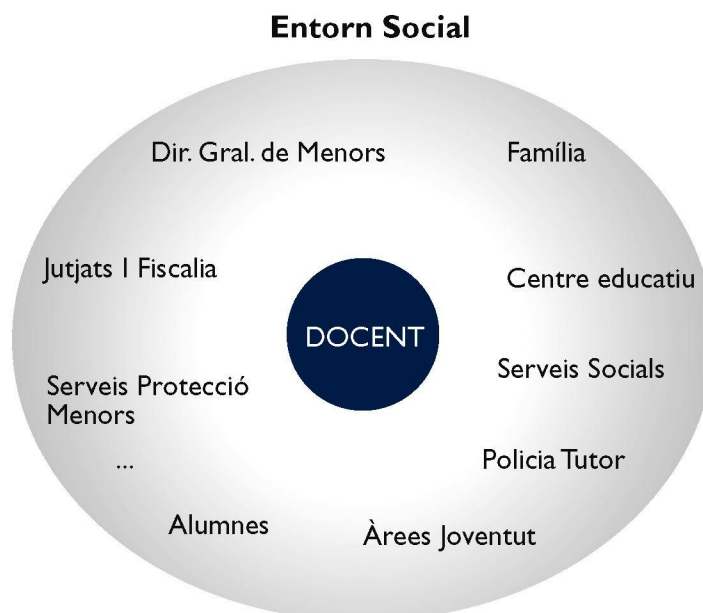 Entorn Social
Dir. Gral. de Menors
Família
Jutjats I Fiscalia
Centre educatiu
DOCENT
Serveis Socials
Serveis Protecció
Menors
...
Policia Tutor
Alumnes
Àrees Joventut